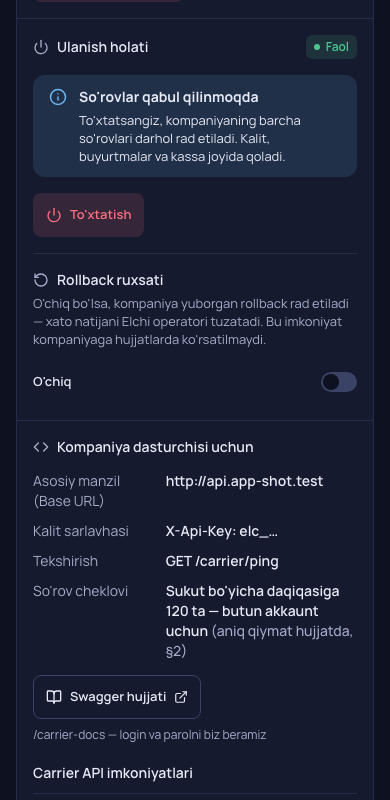 Ulanish holati
Faol
So'rovlar qabul qilinmoqda
To'xtatsangiz, kompaniyaning barcha
so'rovlari darhol rad etiladi. Kalit,
buyurtmalar va kassa joyida qoladi.
To'xtatish
Rollback ruxsati
O'chiq bo'lsa, kompaniya yuborgan rollback rad etiladi
— xato natijani Elchi operatori tuzatadi. Bu imkoniyat
kompaniyaga hujjatlarda ko'rsatilmaydi.
O'chiq
Kompaniya dasturchisi uchun
Asosiy manzil
(Base URL)
http://api.app-shot.test
Kalit sarlavhasi
X-Api-Key: elc_…
Tekshirish
GET /carrier/ping
So'rov cheklovi
Sukut bo'yicha daqiqasiga
120 ta — butun akkaunt
uchun (aniq qiymat hujjatda,
§2)
Swagger hujjati
/carrier-docs — login va parolni biz beramiz
Carrier API imkoniyatlari